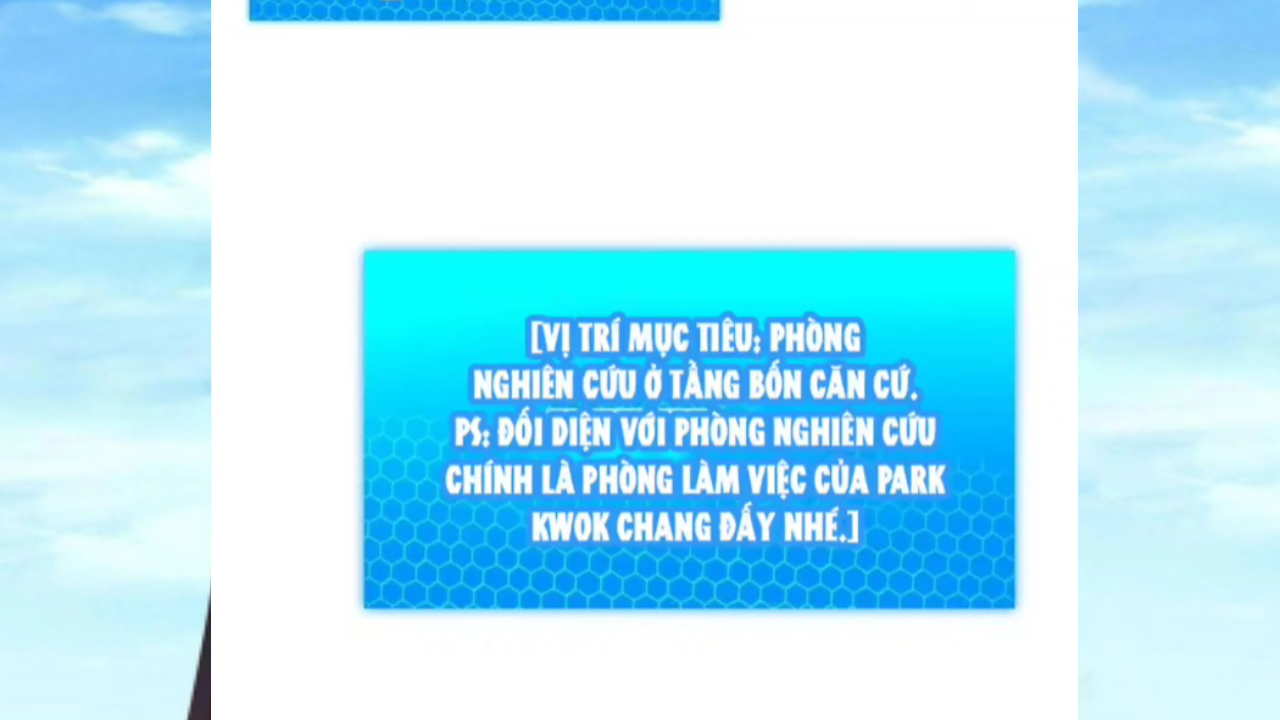 [VỊ TRÍ MỤC TIÊU: PHÒNG
NGHIÊN CỨU Ở TẦNG BỐN CĂN CỨ.
PS: ĐỐI DIỆN VỚI PHÒNG NGHIÊN CỨU
CHÍNH LÀ PHÒNG LÀM VIỆC CỦA PARK
KWOK CHANG ĐẤY NHÉ.]